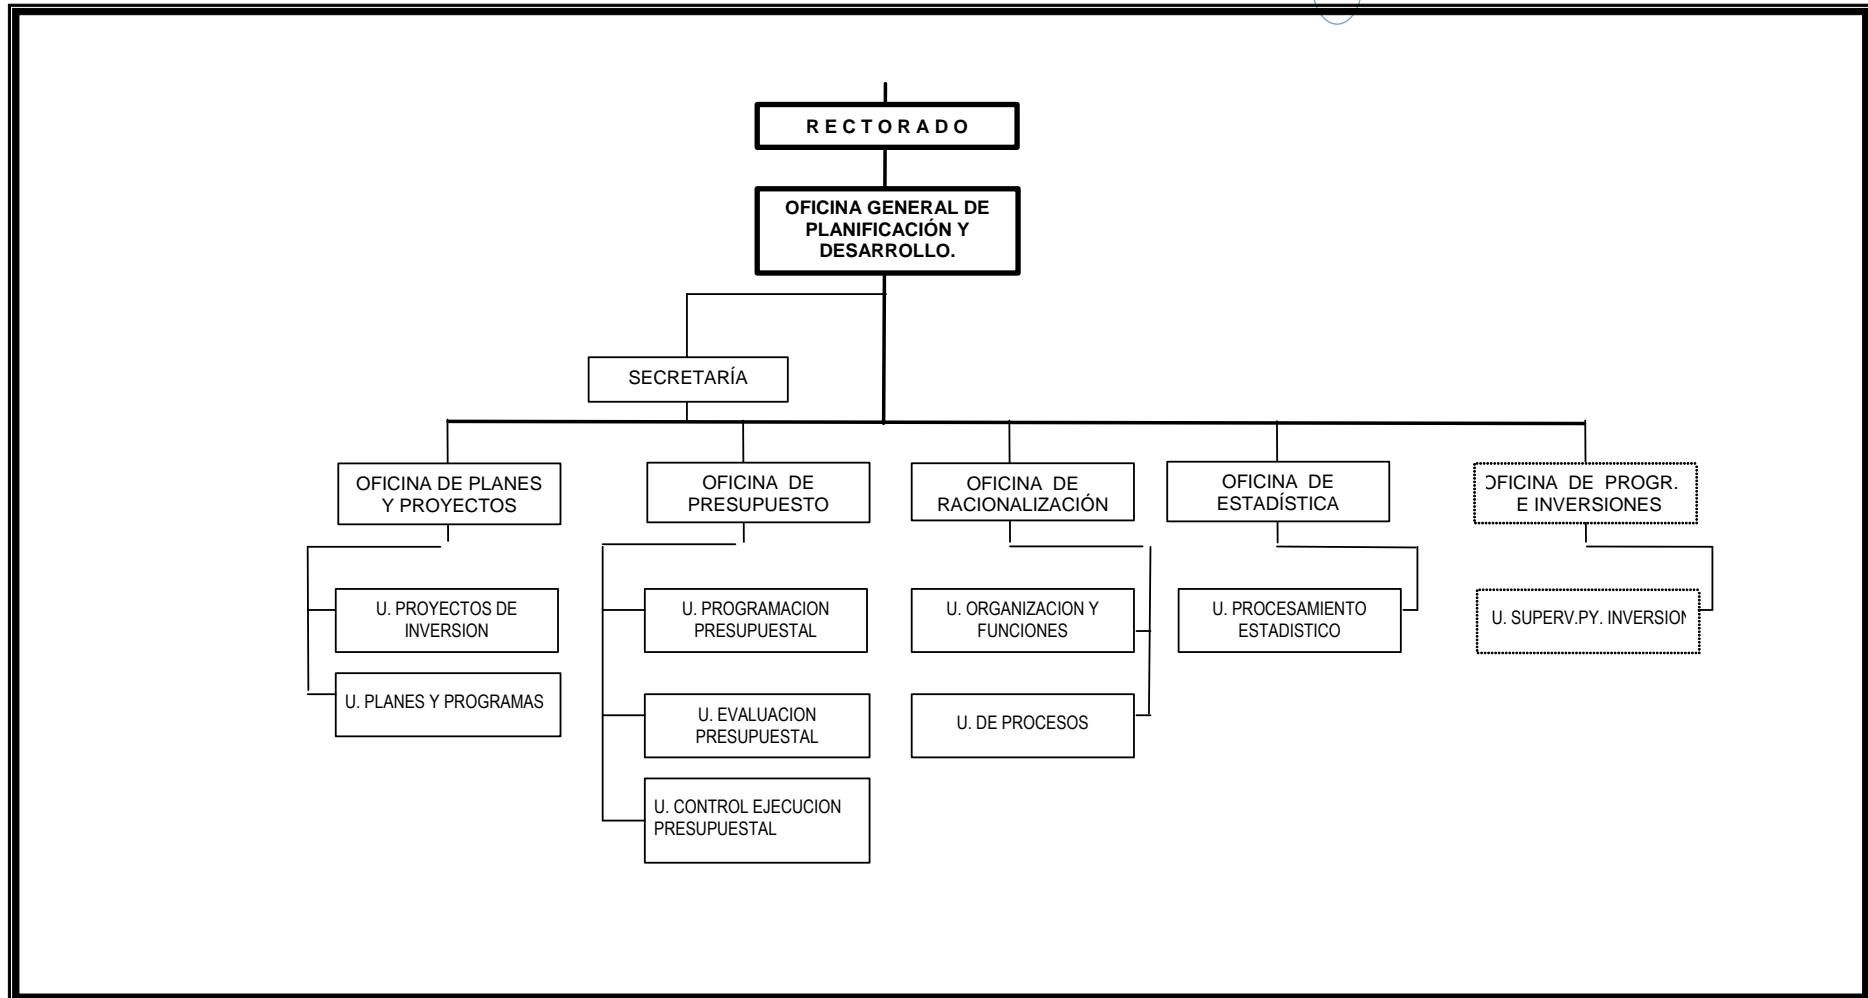 R E C T O R A D O
OFICINA GENERAL DE
PLANIFICACIÓN Y
DESARROLLO.
SECRETARÍA
OFICINA DE PLANES
Y PROYECTOS
OFICINA DE
PRESUPUESTO
OFICINA DE
RACIONALIZACIÓN
OFICINA DE
ESTADÍSTICA
OFICINA DE PROGR.
E INVERSIONES
U. PROYECTOS DE
INVERSION
U. PLANES Y PROGRAMAS
U. PROGRAMACION
PRESUPUESTAL
U. EVALUACION
PRESUPUESTAL
U. CONTROL EJECUCION
PRESUPUESTAL
U. ORGANIZACION Y
FUNCIONES
U. DE PROCESOS
U. PROCESAMIENTO
ESTADISTICO
U. SUPERV.PY. INVERSION